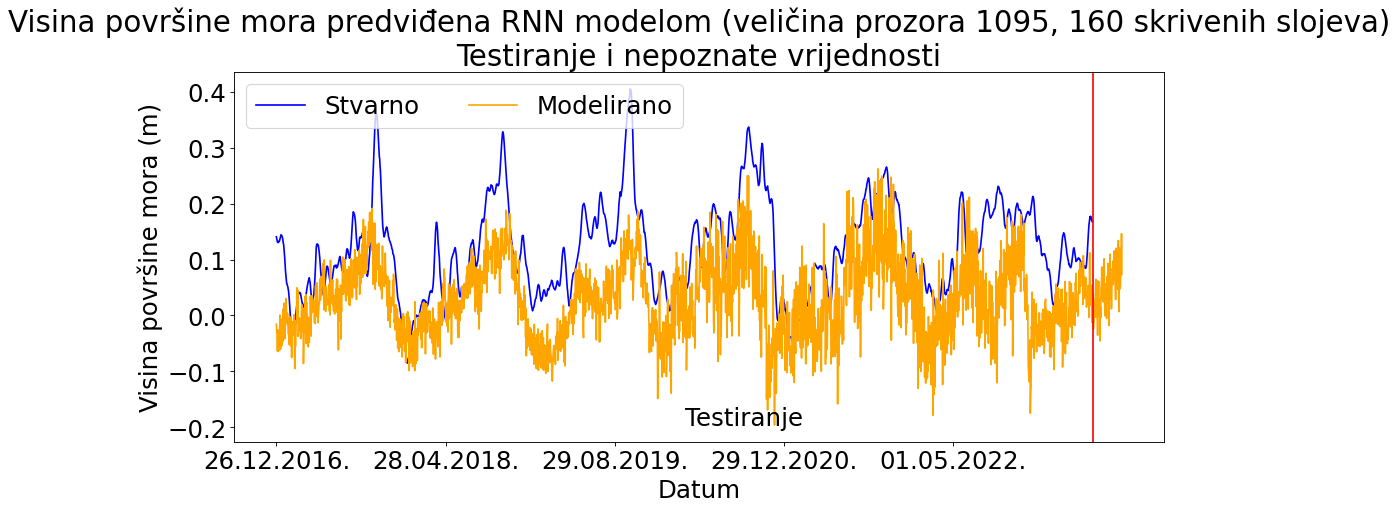 Visina površine mora predviđena RNN modelom (veličina prozora 1095, 160 skrivenih slojeva)
Testiranje i nepoznate vrijednosti
Stvarno
Modelirano
Visina površine mora (m)
0.4
0.3
0.2
0.1
0.0
−0.1
−0.2
Testiranje
26.12.2016.
28.04.2018.
29.08.2019.
29.12.2020.
01.05.2022.
Datum